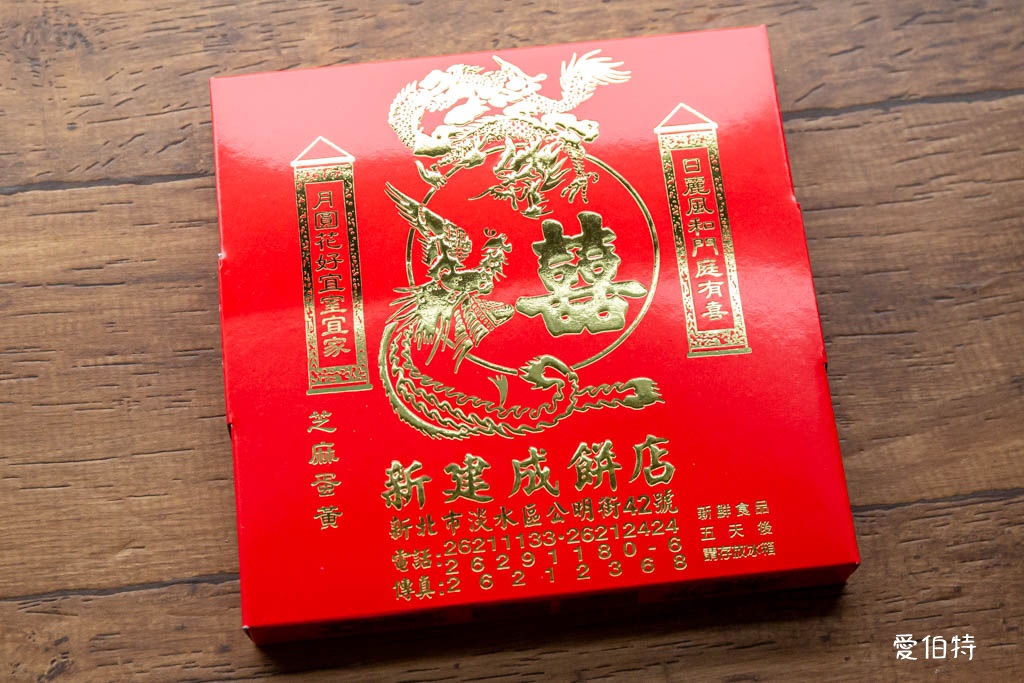 日麗風和門庭有喜
囍
月圓花好宜室宜家
芝麻蛋黃
新建成餅店
新北市淡水區公明街42號
電話:26211133·26212424
26291180-6
傳真:26212368
新鮮食品
五天後
請存放冰箱
愛伯特